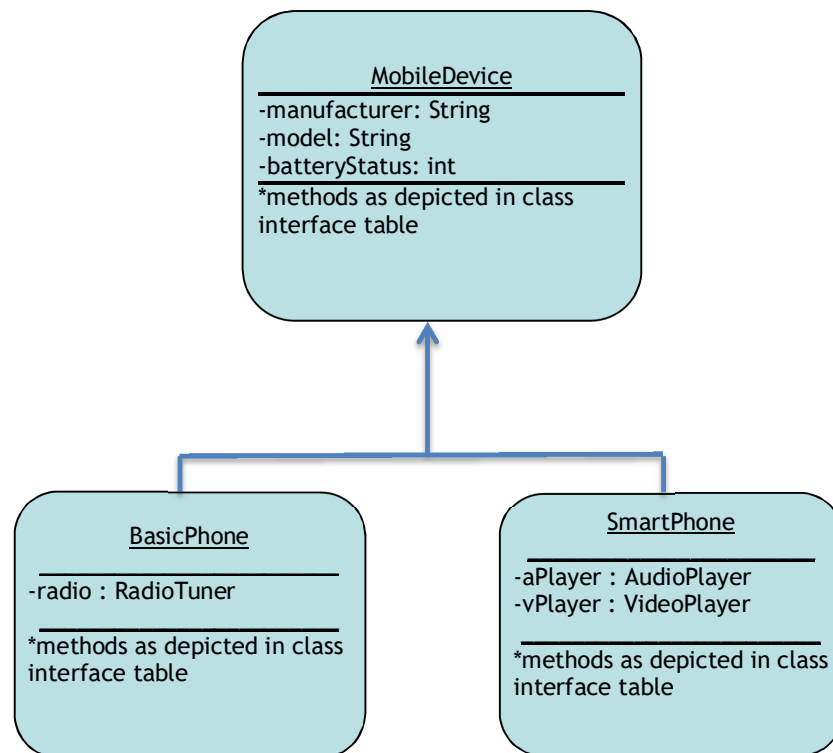 MobileDevice
-manufacturer: String
-model: String
-batteryStatus: int
*methods as depicted in class
interface table
BasicPhone
-radio : RadioTuner
*methods as depicted in class
interface table
SmartPhone
-aPlayer : AudioPlayer
-vPlayer : VideoPlayer
*methods as depicted in class
interface table